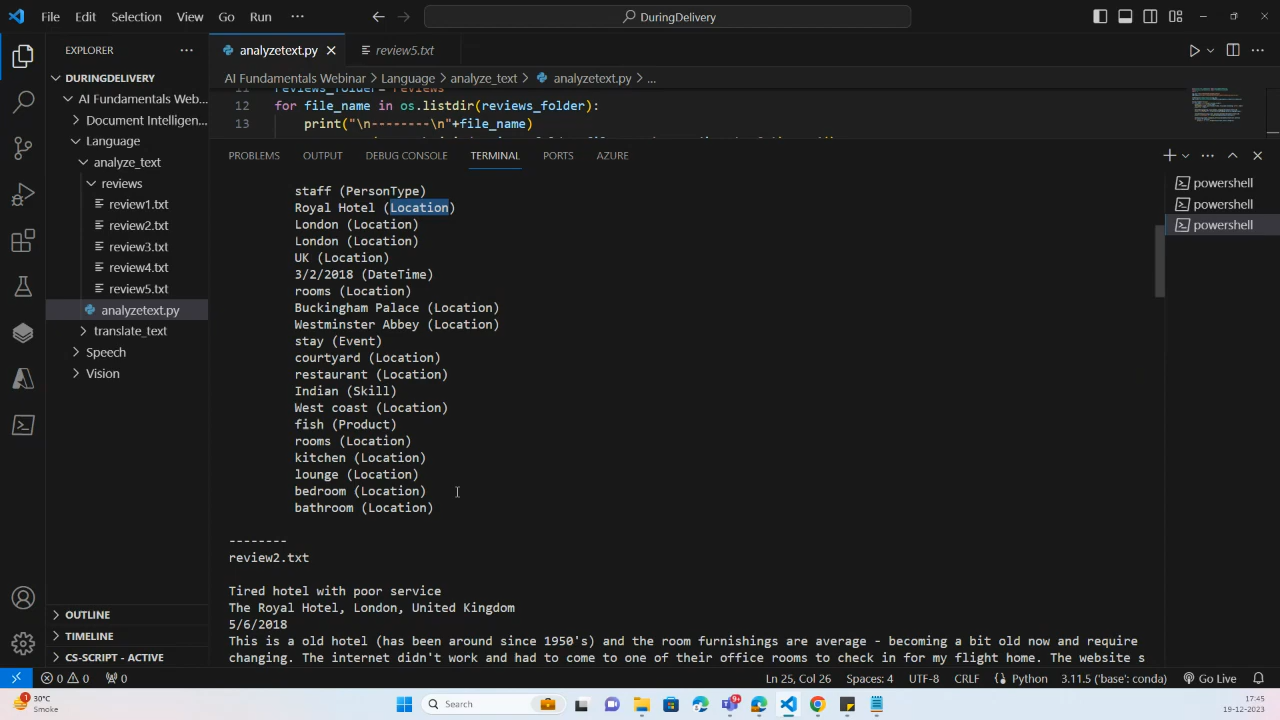 File Edit Selection View Go Run ··· DuringDelivery
EXPLORER ···
DURINGDELIVERY
AI Fundamentals Web...
Document Intelligen...
Language
analyze_text
reviews
review1.txt
review2.txt
review3.txt
review4.txt
review5.txt
analyzetext.py
translate_text
Speech
Vision
OUTLINE
TIMELINE
CS-SCRIPT - ACTIVE
analyzetext.py review5.txt
AI Fundamentals Webinar > Language > analyze_text > analyzetext.py > ...
12 for file_name in os.listdir(reviews_folder):
13 print("\n--------\n"+file_name)
PROBLEMS OUTPUT DEBUG CONSOLE TERMINAL PORTS AZURE
staff (PersonType)
Royal Hotel (Location)
London (Location)
London (Location)
UK (Location)
3/2/2018 (DateTime)
rooms (Location)
Buckingham Palace (Location)
Westminster Abbey (Location)
stay (Event)
courtyard (Location)
restaurant (Location)
Indian (Skill)
West coast (Location)
fish (Product)
rooms (Location)
kitchen (Location)
lounge (Location)
bedroom (Location)
bathroom (Location)
--------
review2.txt
Tired hotel with poor service
The Royal Hotel, London, United Kingdom
5/6/2018
This is a old hotel (has been around since 1950's) and the room furnishings are average - becoming a bit old now and require
changing. The internet didn't work and had to come to one of their office rooms to check in for my flight home. The website s
powershell
powershell
powershell
0 0 0 Ln 25, Col 26 Spaces: 4 UTF-8 CRLF Python 3.11.5 ('base': conda) Go Live
30°C
Smoke
Search
17:45
19-12-2023